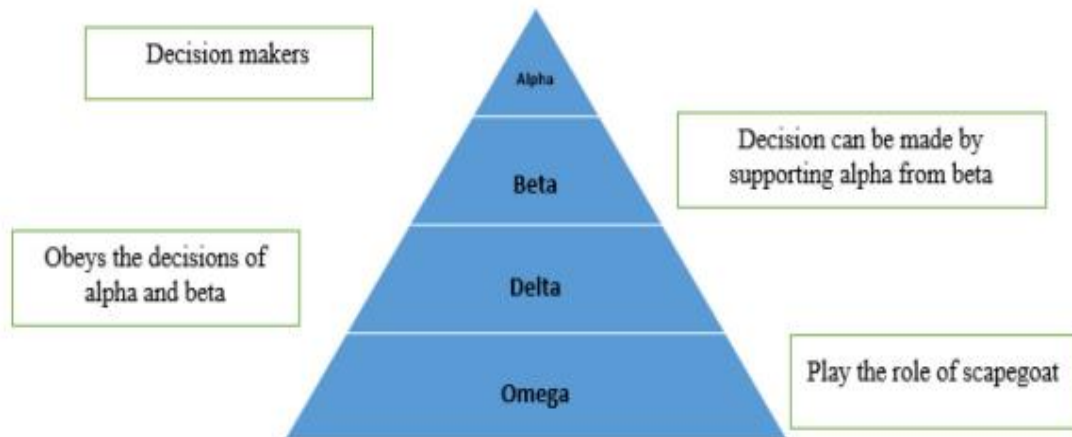 Decision makers
Alpha
Decision can be made by
supporting alpha from beta
Beta
Obeys the decisions of
alpha and beta
Delta
Play the role of scapegoat
Omega